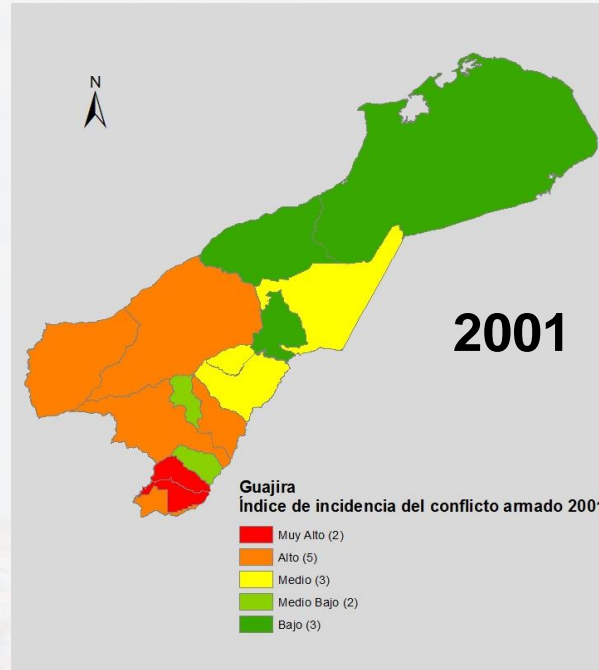 N
2001
Guajira
Índice de incidencia del conflicto armado 2001
Muy Alto (2)
Alto (5)
Medio (3)
Medio Bajo (2)
Bajo (3)